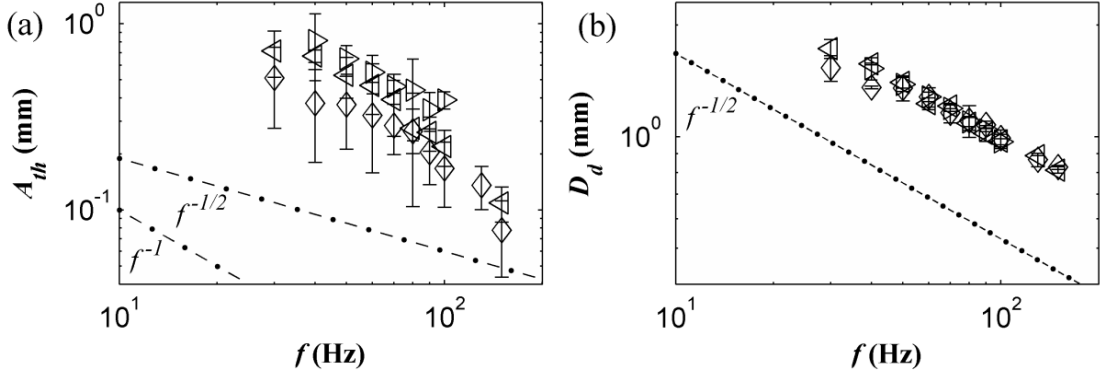 (a)
10^0
10^-1
A_th (mm)
f^-1/2
f^-1
10^1
10^2
f (Hz)
(b)
10^0
D_d (mm)
f^-1/2
10^1
10^2
f (Hz)